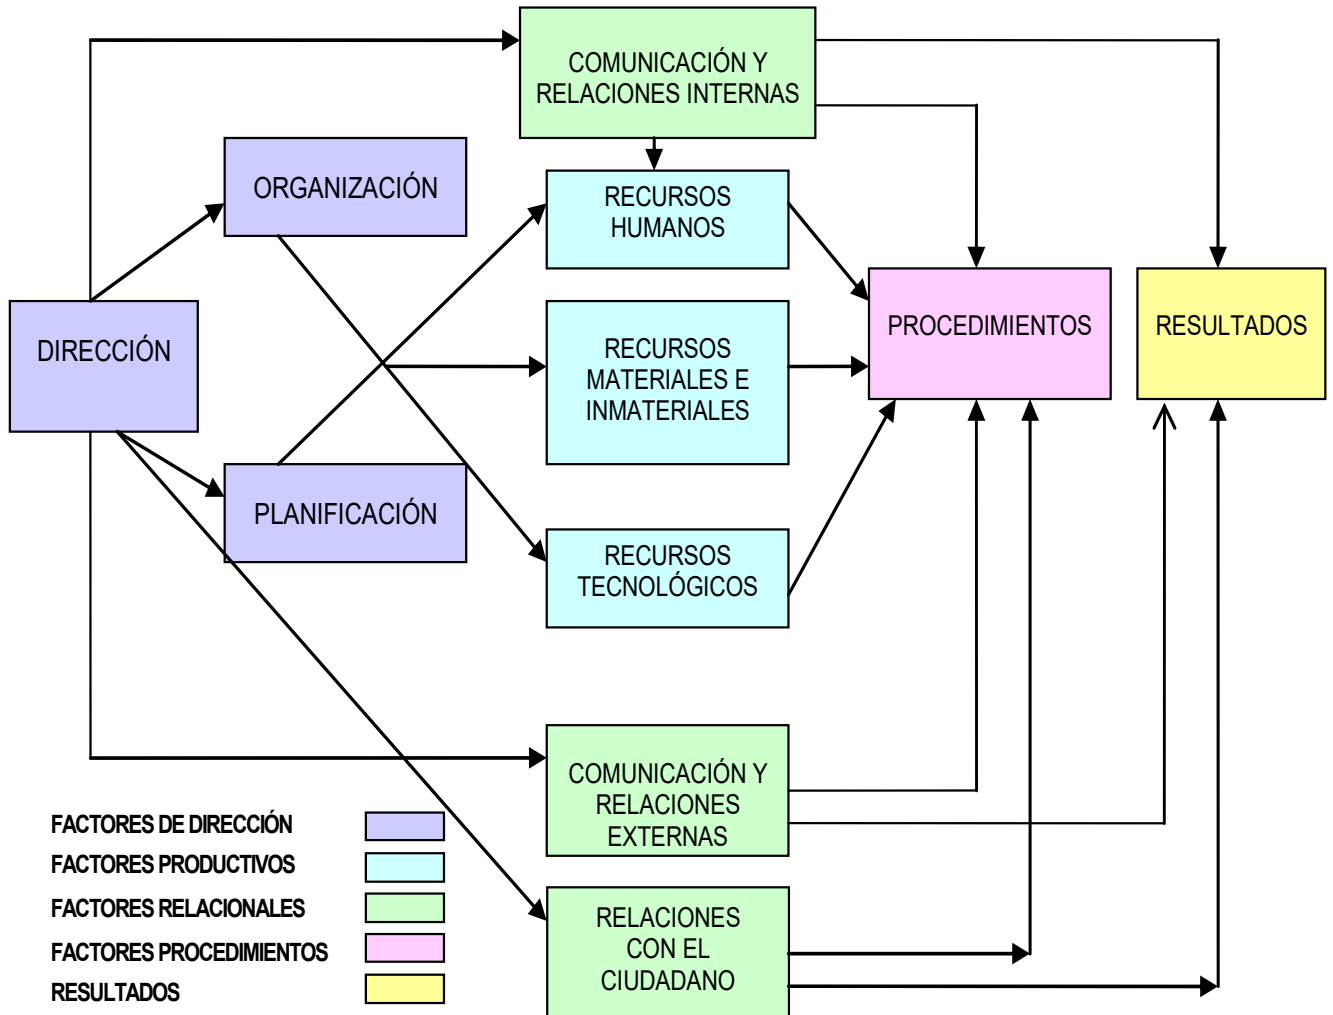 COMUNICACIÓN Y
RELACIONES INTERNAS
ORGANIZACIÓN
RECURSOS
HUMANOS
DIRECCIÓN
RECURSOS
MATERIALES E
INMATERIALES
PROCEDIMIENTOS
RESULTADOS
PLANIFICACIÓN
RECURSOS
TECNOLÓGICOS
COMUNICACIÓN Y
RELACIONES
EXTERNAS
RELACIONES
CON EL
CIUDADANO
FACTORES DE DIRECCIÓN
FACTORES PRODUCTIVOS
FACTORES RELACIONALES
FACTORES PROCEDIMIENTOS
RESULTADOS